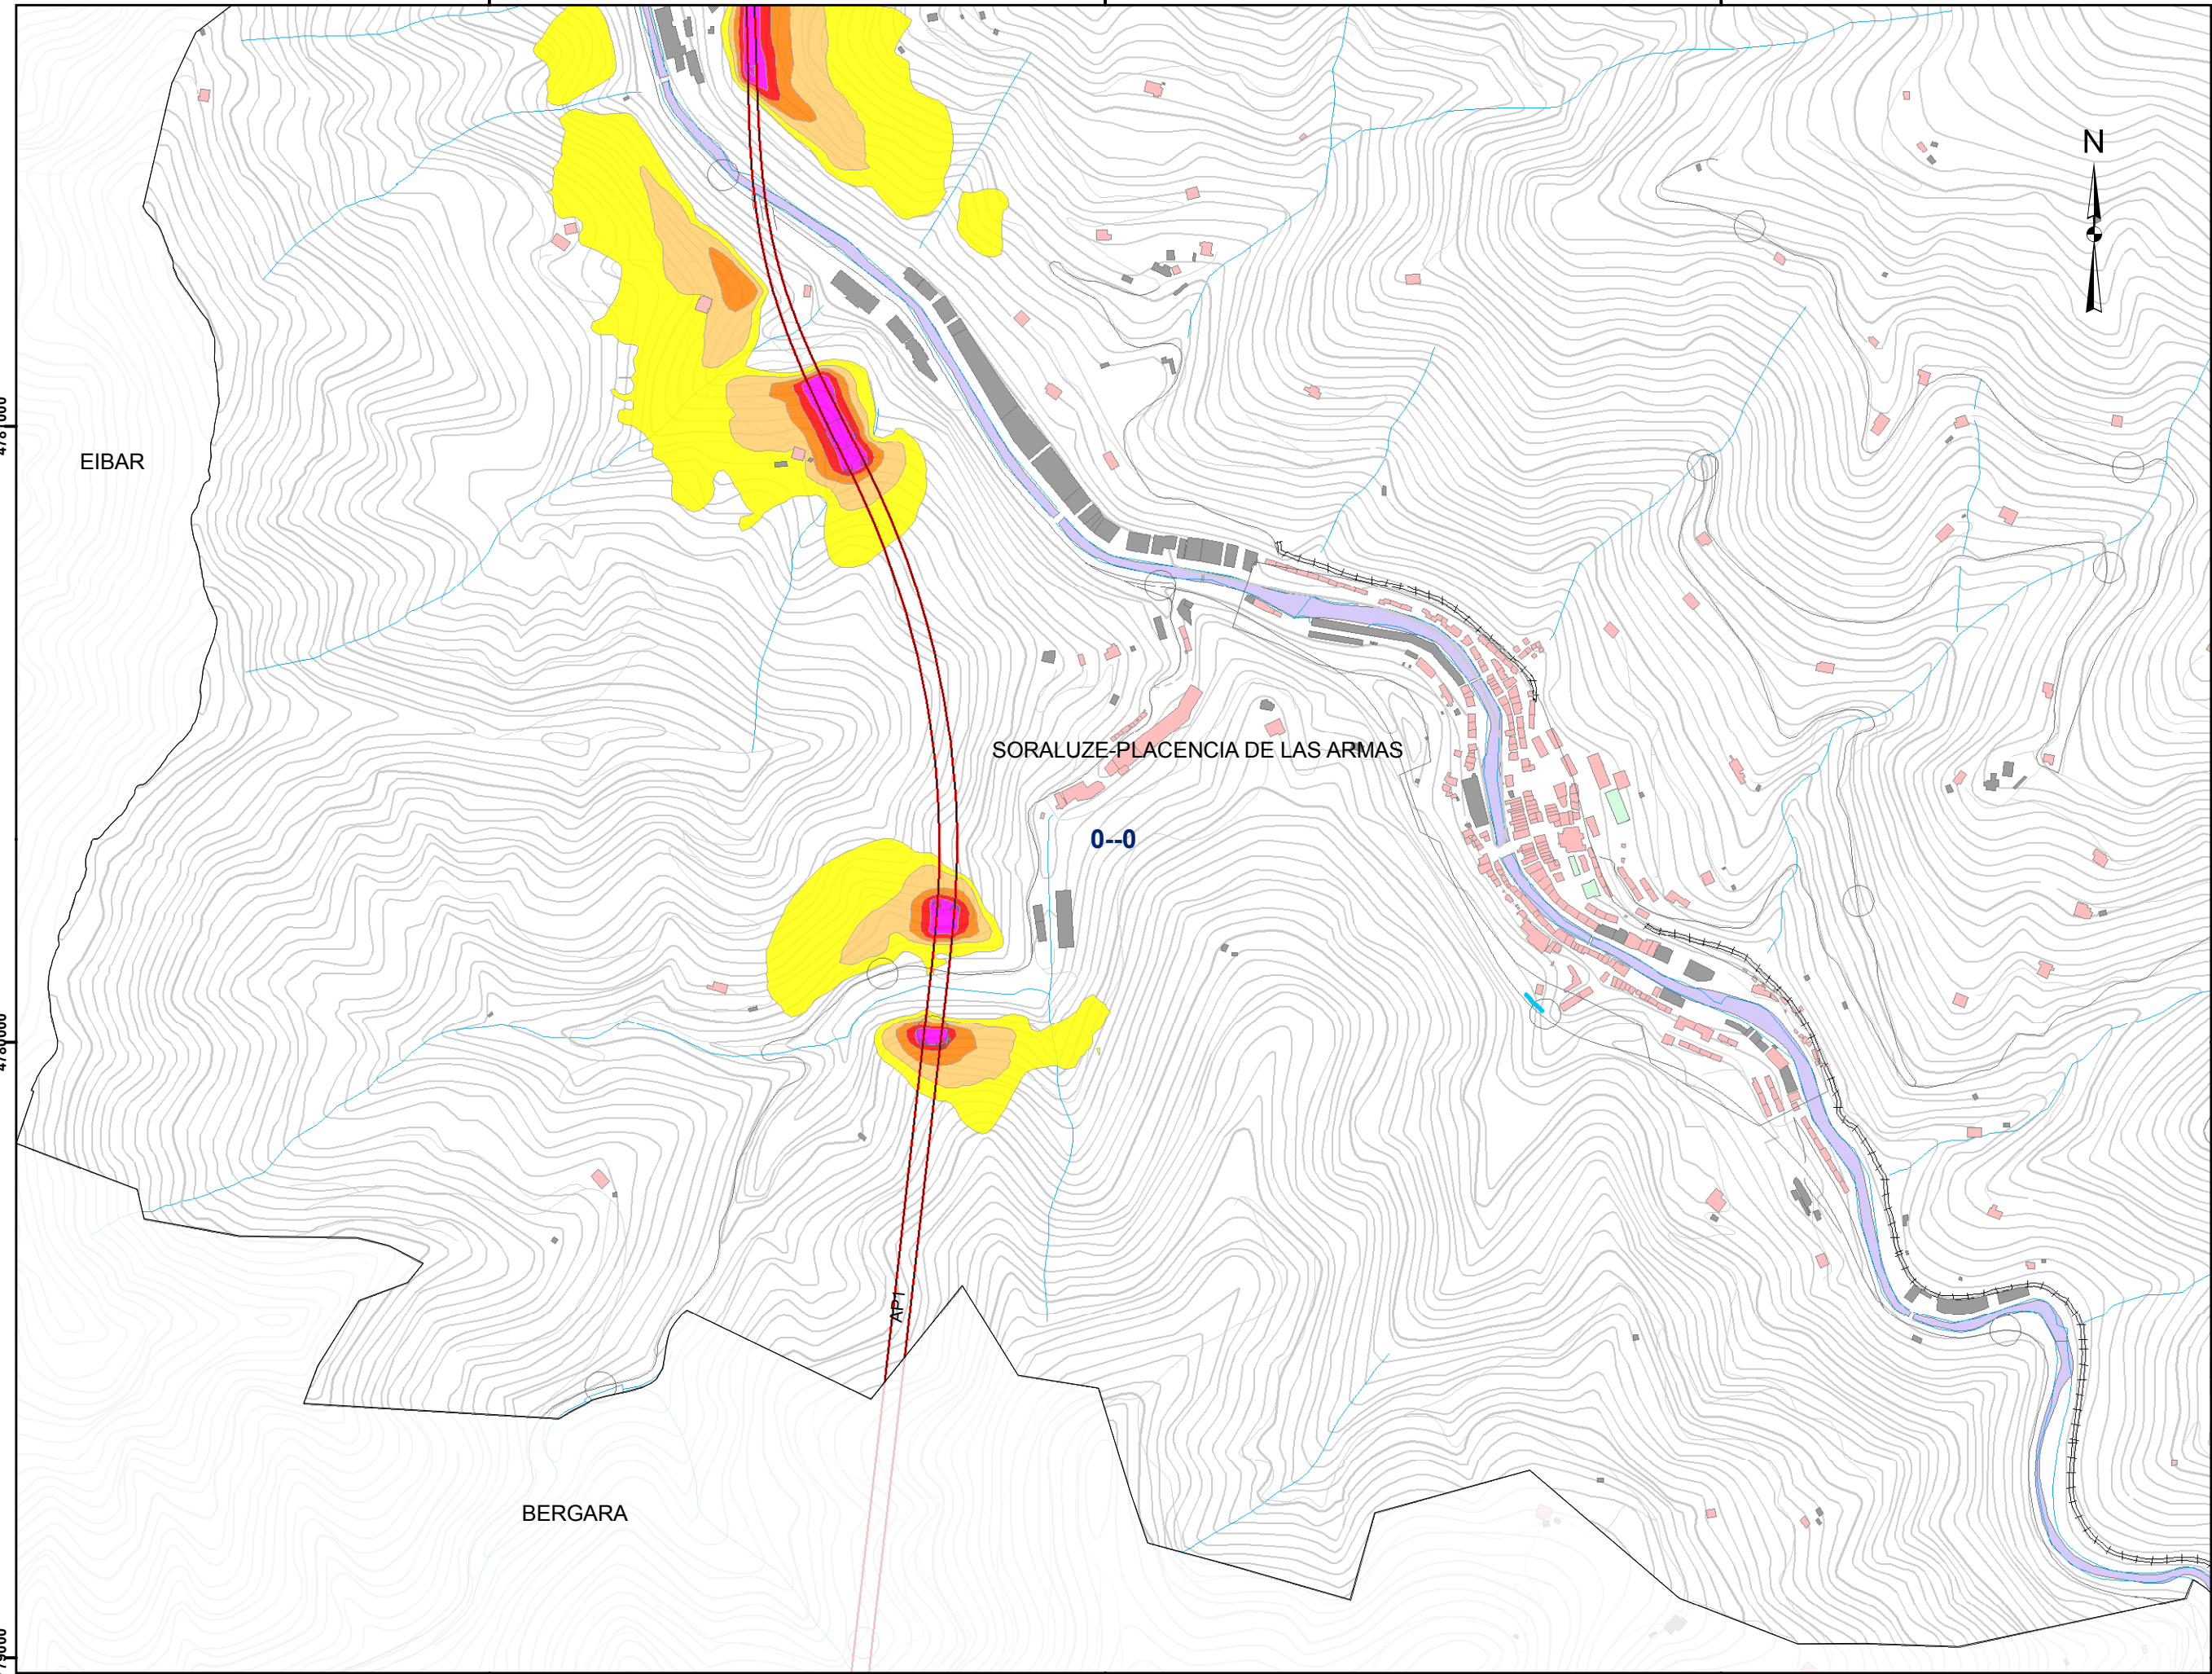 N
EIBAR
SORALUZE-PLACENCIA DE LAS ARMAS
0--0
AP1
BERGARA